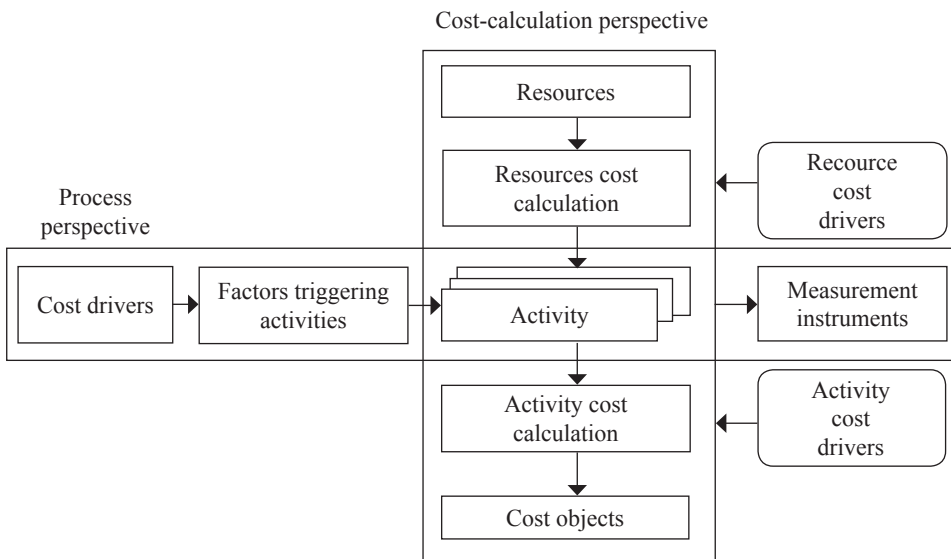 Cost-calculation perspective
Resources
Resources cost
calculation
Recource
cost
drivers
Process
perspective
Cost drivers
Factors triggering
activities
Activity
Measurement
instruments
Activity cost
calculation
Activity
cost
drivers
Cost objects